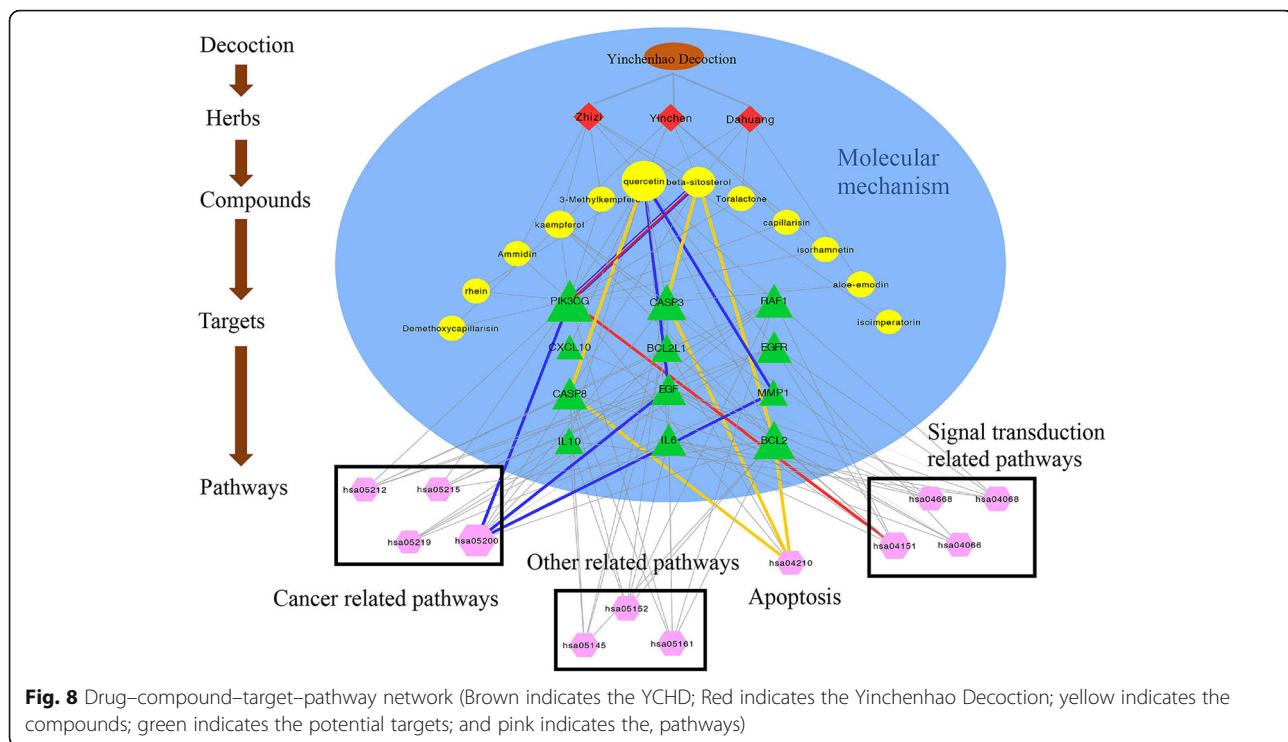 Decoction
Yinchenhao Decoction
Herbs
Zhizi
Yinchen
Dahuang
Molecular
mechanism
Compounds
quercetin
beta-sitosterol
3-Methylkempferol
Toralactone
kaempferol
capillarisin
Ammidin
isorhamnetin
rhein
aloe-emodin
Demethoxycapillarisin
isoimperatorin
Targets
PIK3CG
CASP3
RAF1
CXCL10
BCL2L1
EGFR
CASP8
EGF
MMP1
IL10
IL6
BCL2
Pathways
Signal transduction
related pathways
hsa05212
hsa05215
hsa05219
hsa05200
Cancer related pathways
Other related pathways
hsa05152
hsa05145
hsa05161
hsa04210
Apoptosis
hsa04668
hsa04068
hsa04151
hsa04066
Fig. 8 Drug–compound–target–pathway network (Brown indicates the YCHD; Red indicates the Yinchenhao Decoction; yellow indicates the
compounds; green indicates the potential targets; and pink indicates the, pathways)